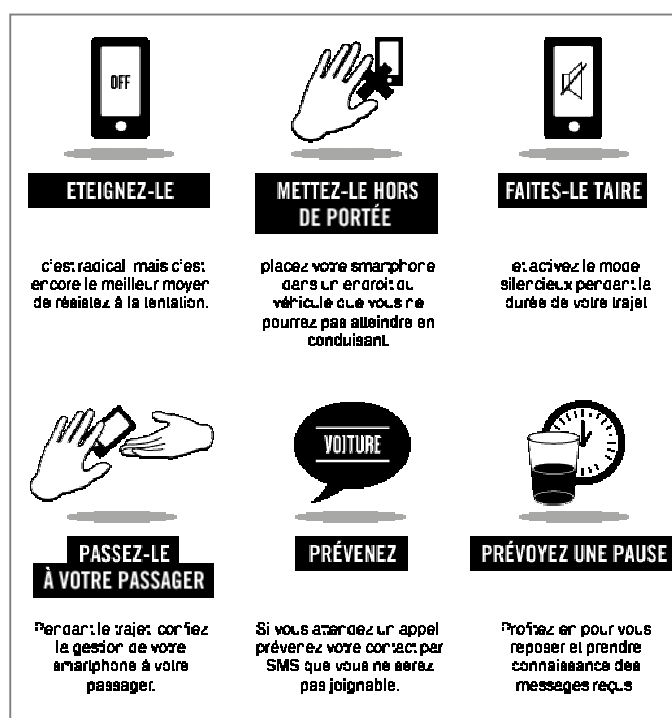 OFF
ETEIGNEZ-LE
c'est radical mais c'est
encore le meilleur moyen
de résistez à la tentation.
METTEZ-LE HORS
DE PORTÉE
placez votre smartphone
dans un endroit du
véhicule que vous ne
pourrez pas atteindre en
conduisant
FAITES-LE TAIRE
et activez le mode
silencieux pendant la
durée de votre trajet
PASSEZ-LE
À VOTRE PASSAGER
Pendant le trajet confiez
la gestion de votre
smartphone à votre
passager.
VOITURE
PRÉVENEZ
Si vous attendez un appel
prévenez votre contact par
SMS que vous ne serez
pas joignable.
PRÉVOYEZ UNE PAUSE
Profitez en pour vous
reposer et prendre
connaissance des
messages reçus